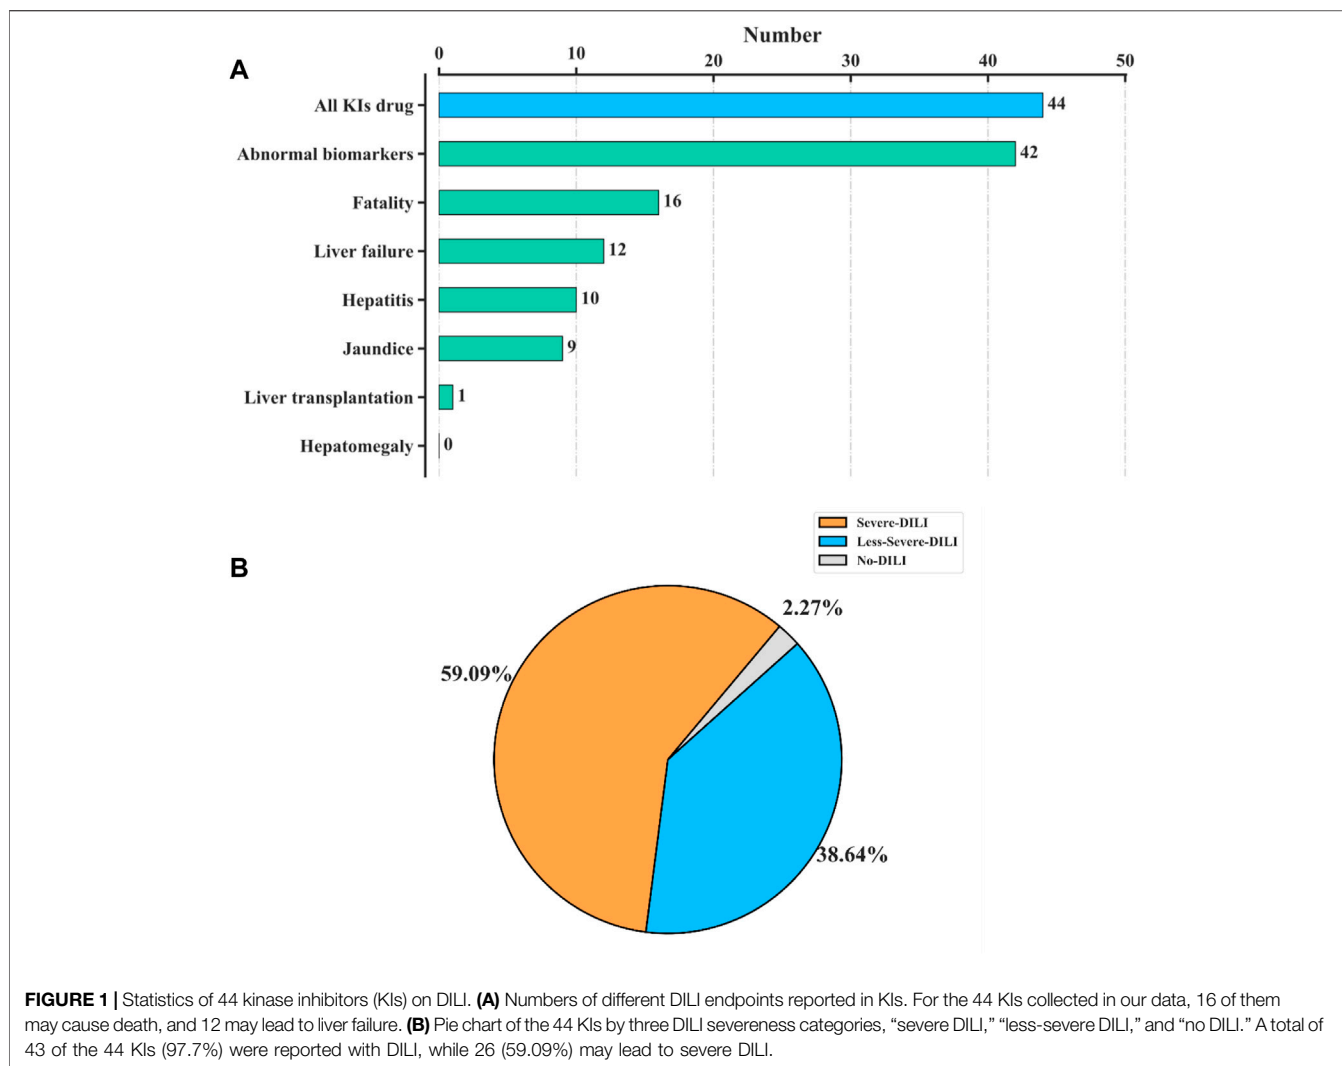 A
Number
0 10 20 30 40 50
All KIs drug 44
Abnormal biomarkers 42
Fatality 16
Liver failure 12
Hepatitis 10
Jaundice 9
Liver transplantation 1
Hepatomegaly 0
B
Severe-DILI
Less-Severe-DILI
No-DILI
2.27%
59.09%
38.64%
FIGURE 1 | Statistics of 44 kinase inhibitors (KIs) on DILI. (A) Numbers of different DILI endpoints reported in KIs. For the 44 KIs collected in our data, 16 of them
may cause death, and 12 may lead to liver failure. (B) Pie chart of the 44 KIs by three DILI severeness categories, “severe DILI,” “less-severe DILI,” and “no DILI.” A total of
43 of the 44 KIs (97.7%) were reported with DILI, while 26 (59.09%) may lead to severe DILI.